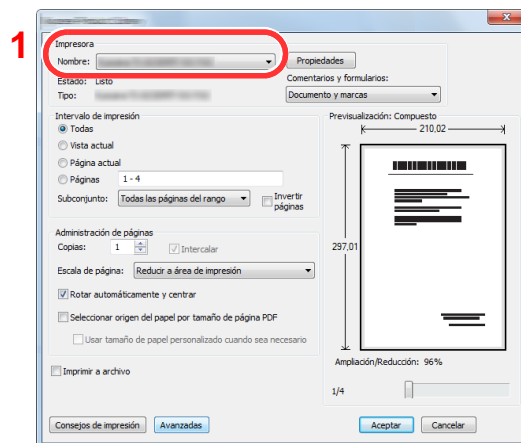 1
Impresora
Nombre:
Propiedades
Estado: Listo
Comentarios y formularios:
Tipo:
Documento y marcas
Intervalo de impresión
Todas
Vista actual
Página actual
Páginas 1 - 4
Subconjunto: Todas las páginas del rango
Invertir
páginas
Administración de páginas
Copias: 1
Intercalar
Escala de página: Reducir a área de impresión
Rotar automáticamente y centrar
Seleccionar origen del papel por tamaño de página PDF
Usar tamaño de papel personalizado cuando sea necesario
Imprimir a archivo
Previsualización: Compuesto
210,02
297,01
Ampliación/Reducción: 96%
1/4
Consejos de impresión
Avanzadas
Aceptar
Cancelar